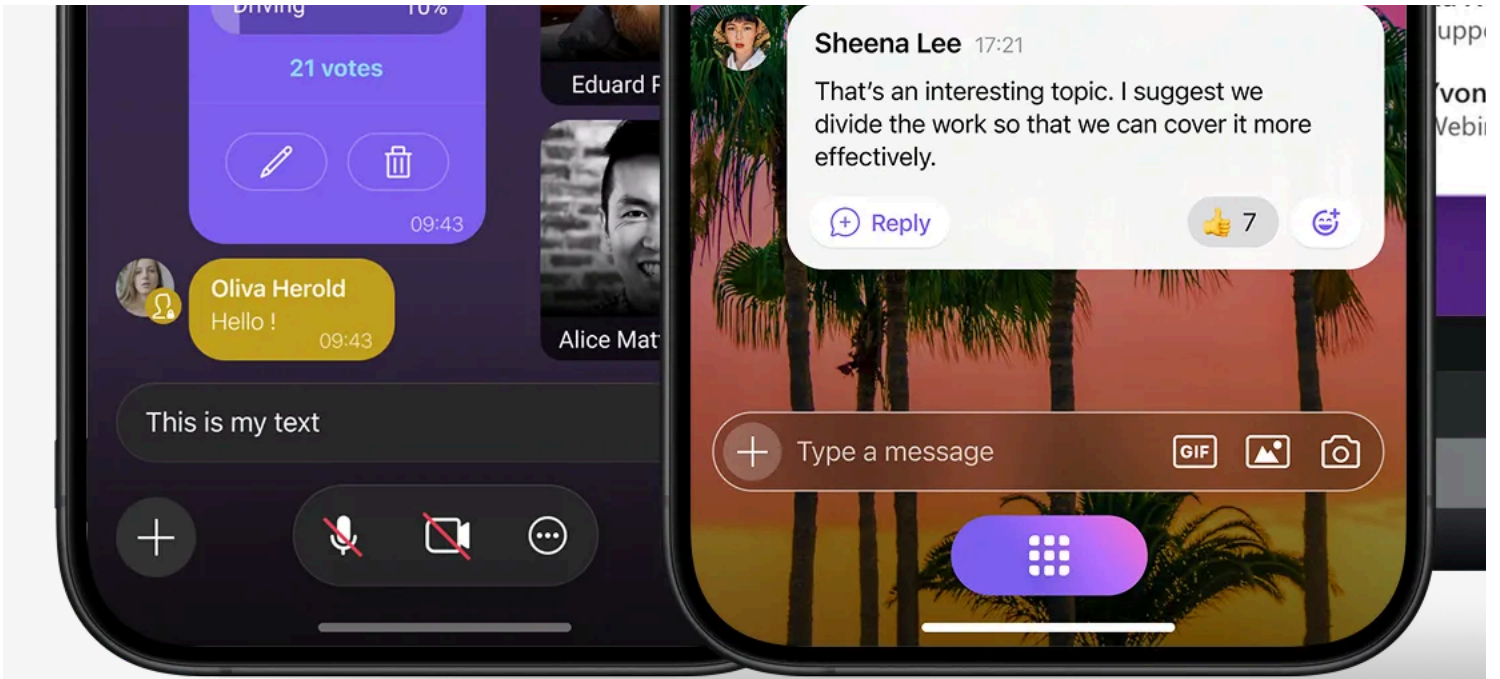 Driving 10%
21 votes
09:43
Oliva Herold
Hello !
09:43
This is my text
Eduard
Alice
Sheena Lee 17:21
That's an interesting topic. I suggest we
divide the work so that we can cover it more
effectively.
Reply
👍 7
Type a message
GIF